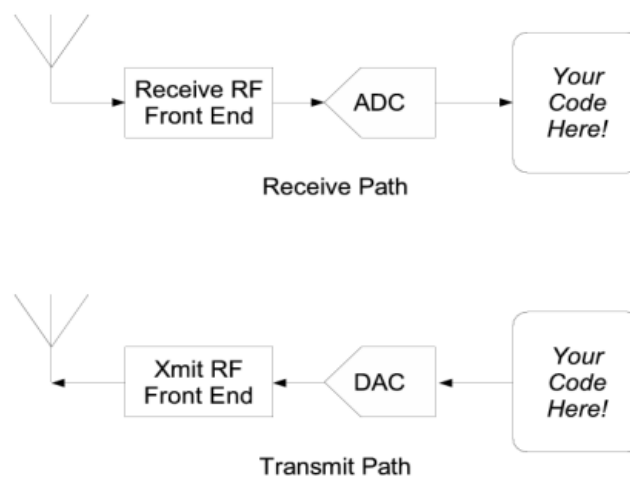 Receive RF
Front End
ADC
Your
Code
Here!
Receive Path
Xmit RF
Front End
DAC
Your
Code
Here!
Transmit Path